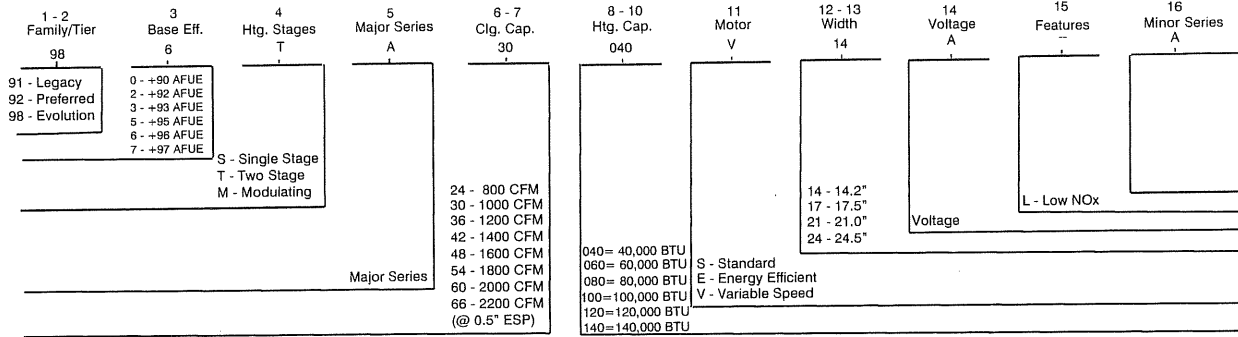 1 - 2
Family/Tier
98
91 - Legacy
92 - Preferred
98 - Evolution
3
Base Eff.
6
0 - +90 AFUE
2 - +92 AFUE
3 - +93 AFUE
5 - +95 AFUE
6 - +96 AFUE
7 - +97 AFUE
4
Htg. Stages
T
S - Single Stage
T - Two Stage
M - Modulating
5
Major Series
A
Major Series
6 - 7
Clg. Cap.
30
24 - 800 CFM
30 - 1000 CFM
36 - 1200 CFM
42 - 1400 CFM
48 - 1600 CFM
54 - 1800 CFM
60 - 2000 CFM
66 - 2200 CFM
(@ 0.5" ESP)
8 - 10
Htg. Cap.
040
040= 40,000 BTU
060= 60,000 BTU
080= 80,000 BTU
100=100,000 BTU
120=120,000 BTU
140=140,000 BTU
11
Motor
V
S - Standard
E - Energy Efficient
V - Variable Speed
12 - 13
Width
14
14 - 14.2"
17 - 17.5"
21 - 21.0"
24 - 24.5"
14
Voltage
A
Voltage
15
Features
–
L - Low NOx
16
Minor Series
A